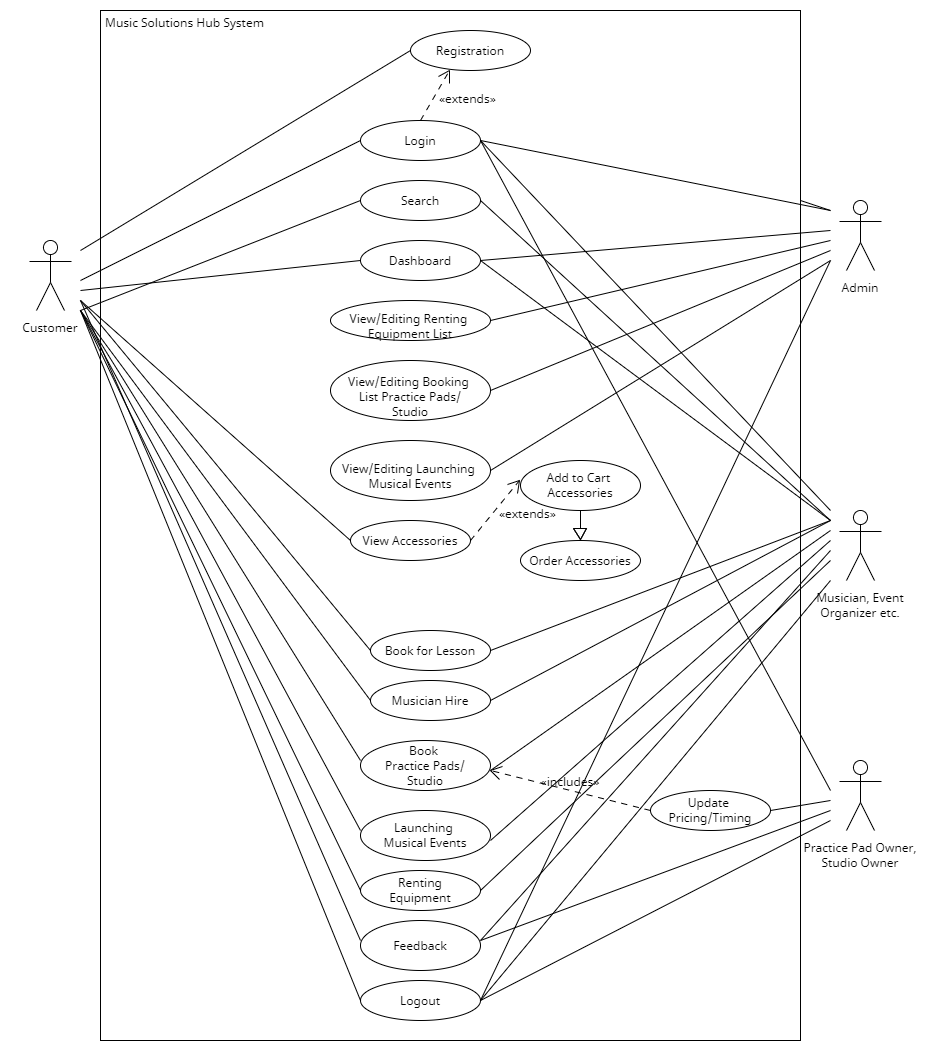 Music Solutions Hub System
Registration
«extends»
Login
Search
Dashboard
Customer
Admin
View/Editing Renting
Equipment List
View/Editing Booking
List Practice Pads/
Studio
View/Editing Launching
Musical Events
Add to Cart
Accessories
«extends»
View Accessories
Order Accessories
Musician, Event
Organizer etc.
Book for Lesson
Musician Hire
Book
Practice Pads/
Studio
«includes»
Update
Pricing/Timing
Launching
Musical Events
Practice Pad Owner,
Studio Owner
Renting
Equipment
Feedback
Logout